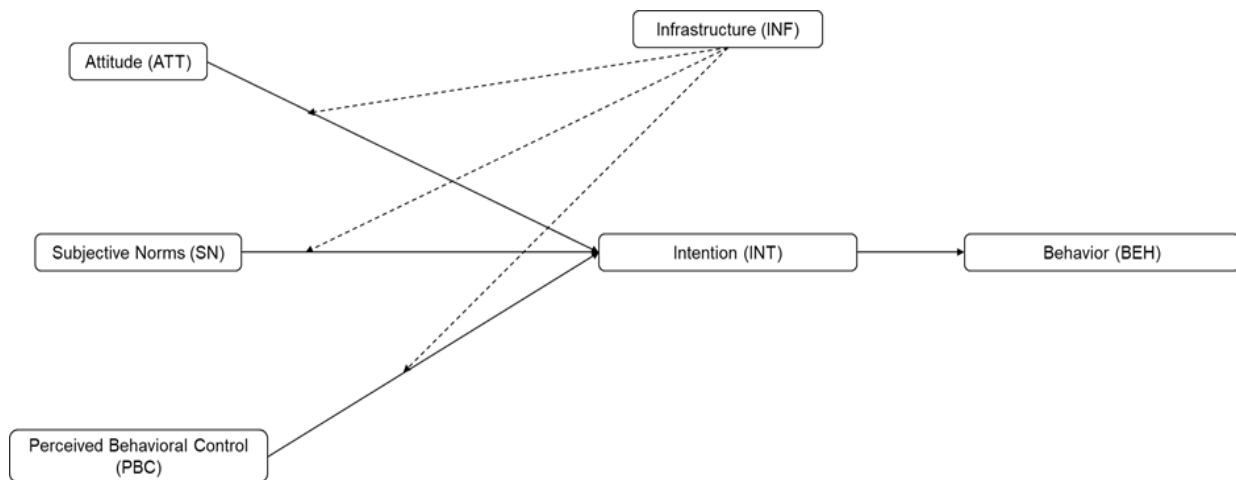 Infrastructure (INF)
Attitude (ATT)
Subjective Norms (SN)
Intention (INT)
Behavior (BEH)
Perceived Behavioral Control
(PBC)